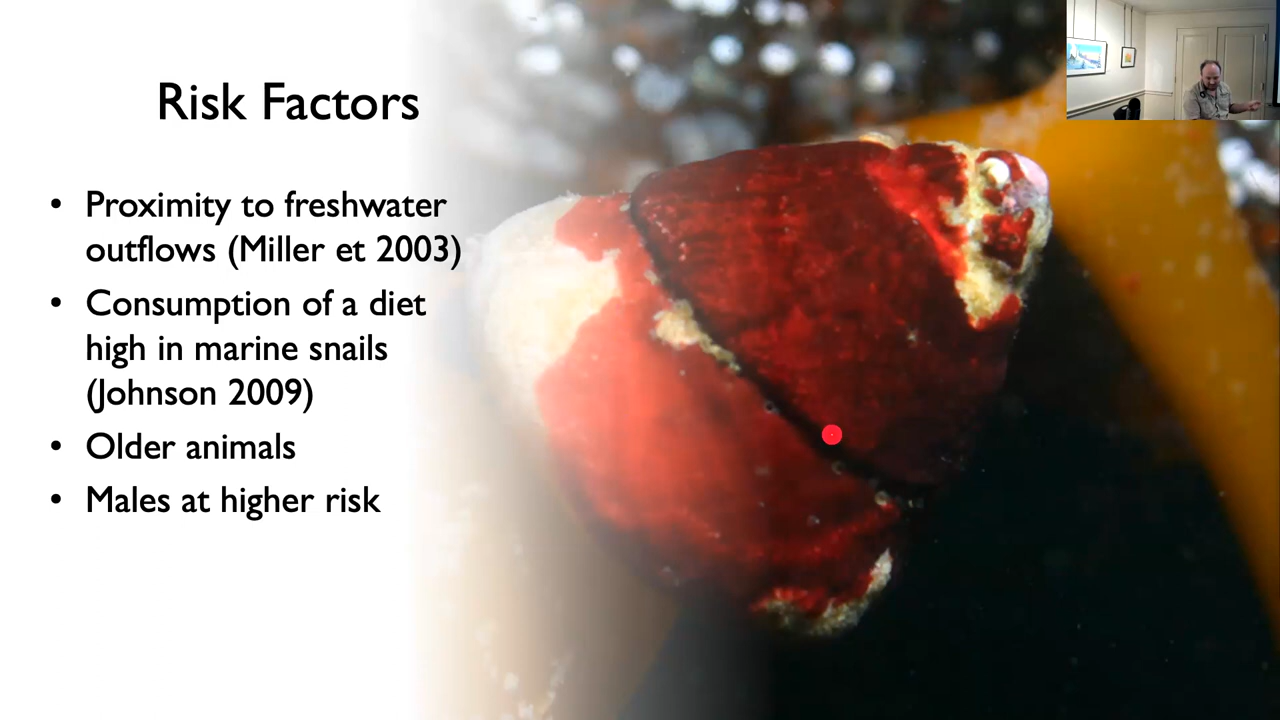 Risk Factors
• Proximity to freshwater
outflows (Miller et 2003)
• Consumption of a diet
high in marine snails
(Johnson 2009)
• Older animals
• Males at higher risk